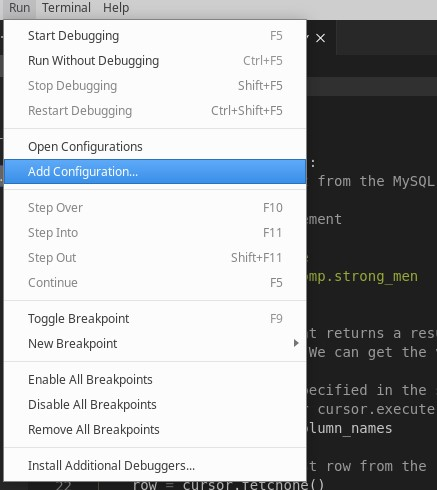 Run Terminal Help
Start Debugging F5
Run Without Debugging Ctrl+F5
Stop Debugging Shift+F5
Restart Debugging Ctrl+Shift+F5
Open Configurations
:
Add Configuration...
from the MySQL
Step Over F10
ement
Step Into F11
Step Out Shift+F11
mp.strong_men
Continue F5
Toggle Breakpoint F9
t returns a res
New Breakpoint
We can get the
Enable All Breakpoints
pecified in the
Disable All Breakpoints
cursor.execute
Remove All Breakpoints
lumn_names
Install Additional Debuggers...
t row from the
22 row = cursor.fetchone()